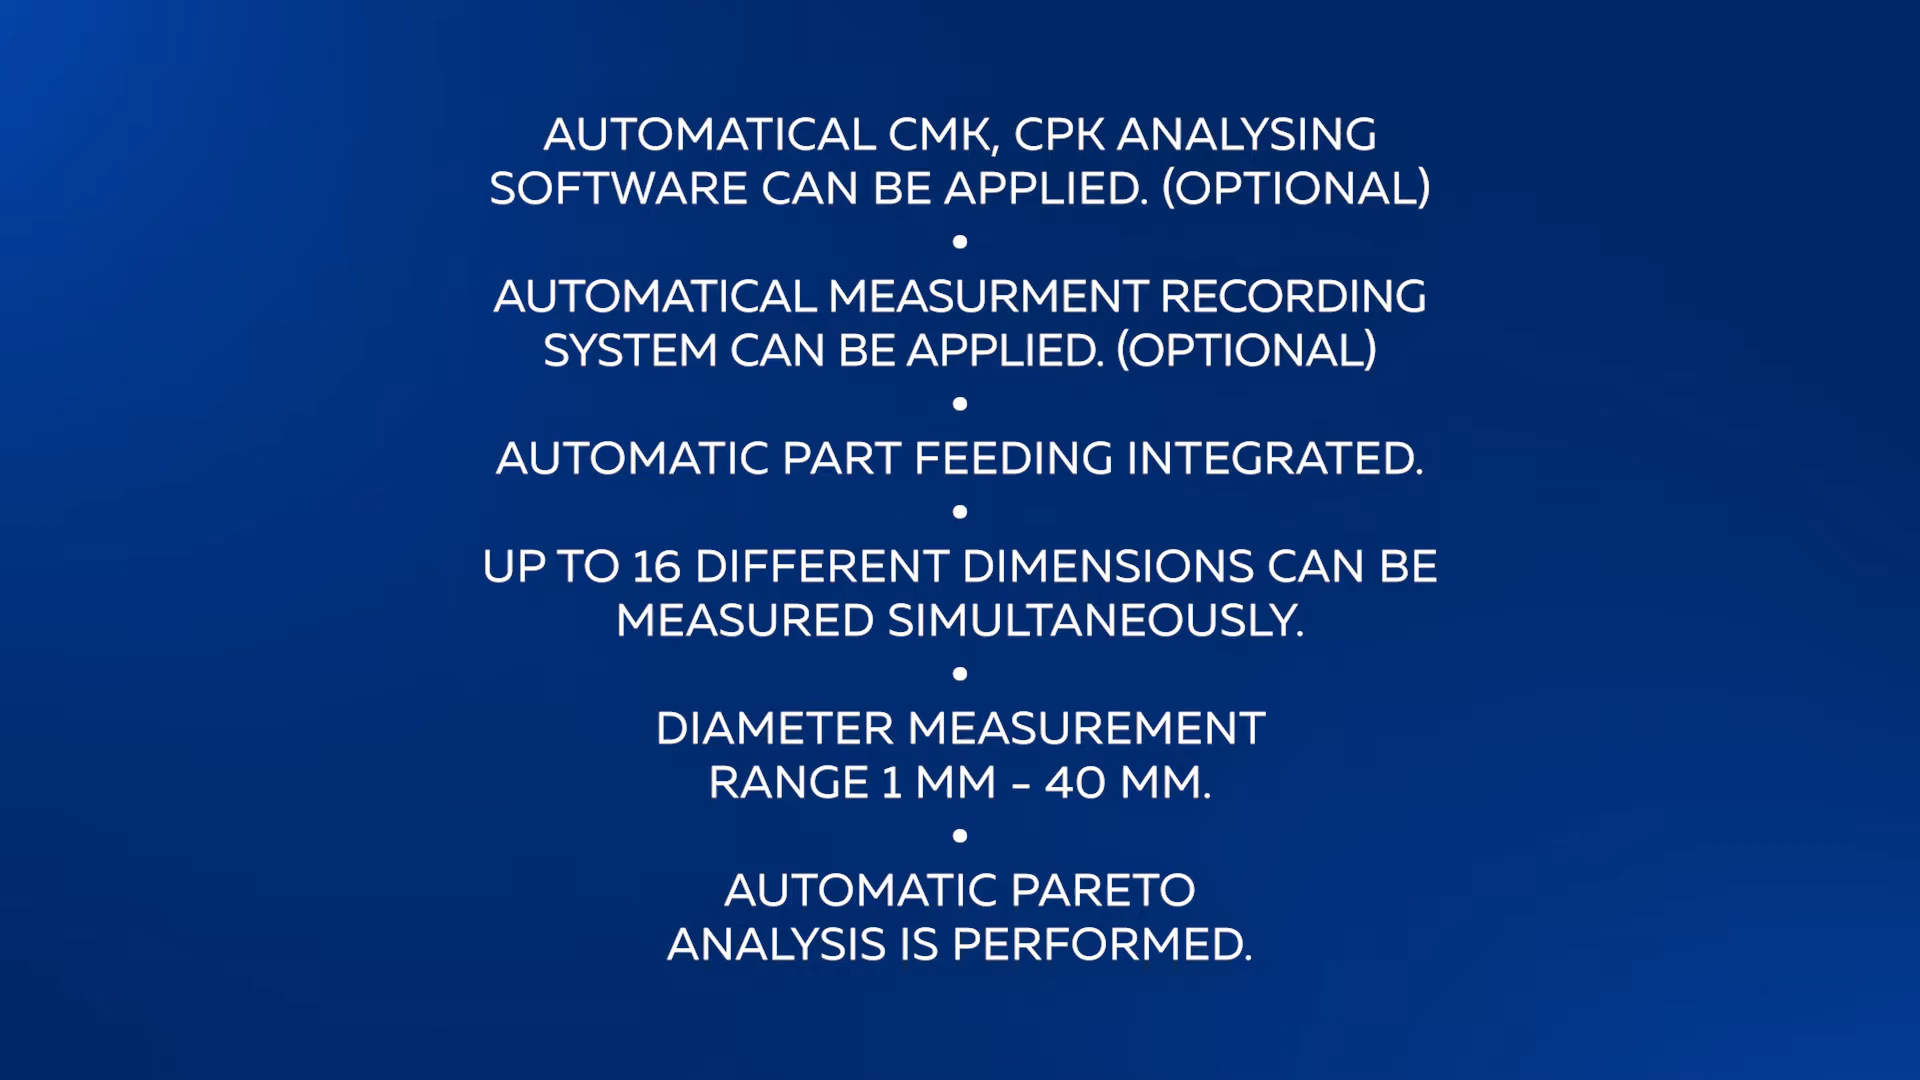 AUTOMATICAL CMK, CPK ANALYSING
SOFTWARE CAN BE APPLIED. (OPTIONAL)
•
AUTOMATICAL MEASURMENT RECORDING
SYSTEM CAN BE APPLIED. (OPTIONAL)
•
AUTOMATIC PART FEEDING INTEGRATED.
•
UP TO 16 DIFFERENT DIMENSIONS CAN BE
MEASURED SIMULTANEOUSLY.
•
DIAMETER MEASUREMENT
RANGE 1 MM - 40 MM.
•
AUTOMATIC PARETO
ANALYSIS IS PERFORMED.